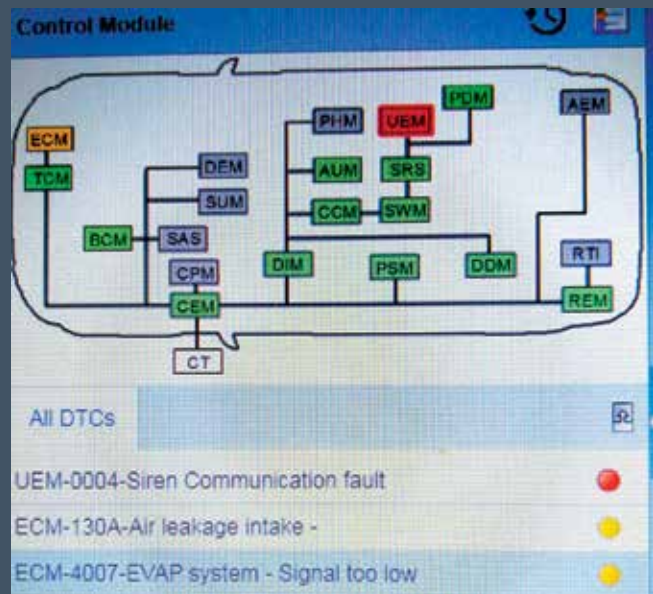 Control Module
PHM UEM PDM AEM
ECM
TCM DEM AUM SRS
SUM CCM SWM
BCM SAS
CPM DIM PSM DDM RTI
CEM REM
CT
All DTCs
UEM-0004-Siren Communication fault
ECM-130A-Air leakage intake -
ECM-4007-EVAP system - Signal too low